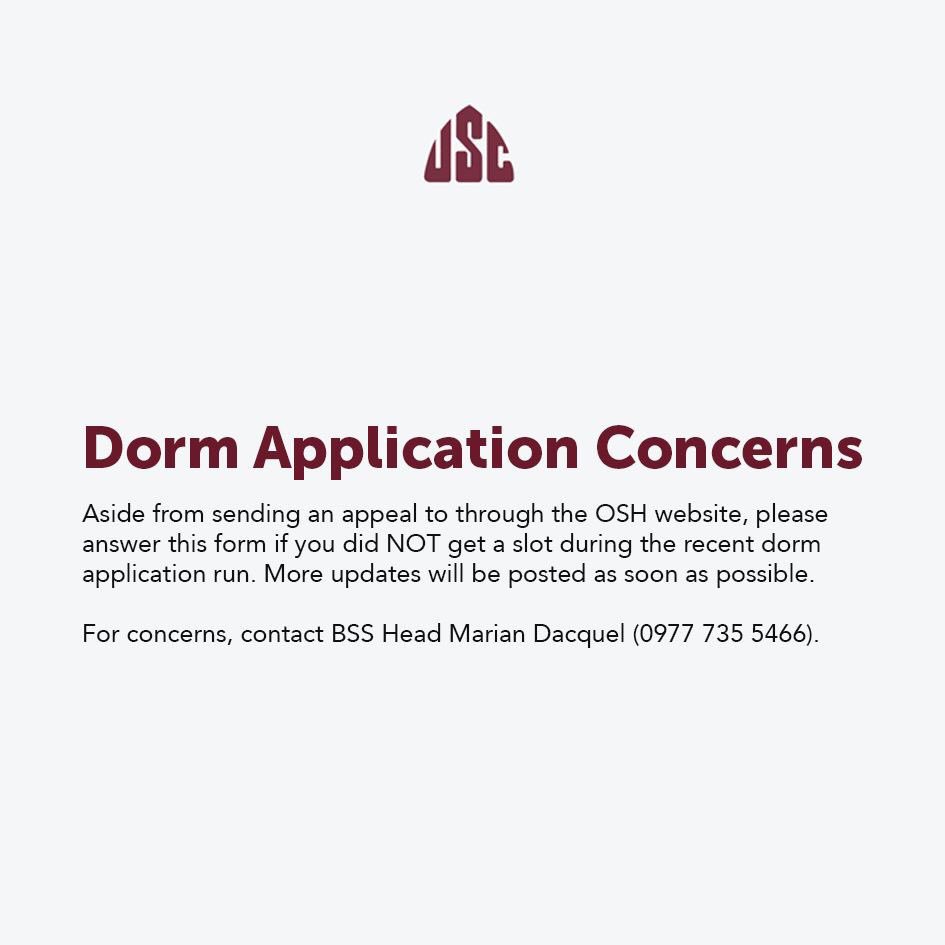 USC
Dorm Application Concerns
Aside from sending an appeal to through the OSH website, please
answer this form if you did NOT get a slot during the recent dorm
application run. More updates will be posted as soon as possible.
For concerns, contact BSS Head Marian Dacquel (0977 735 5466).